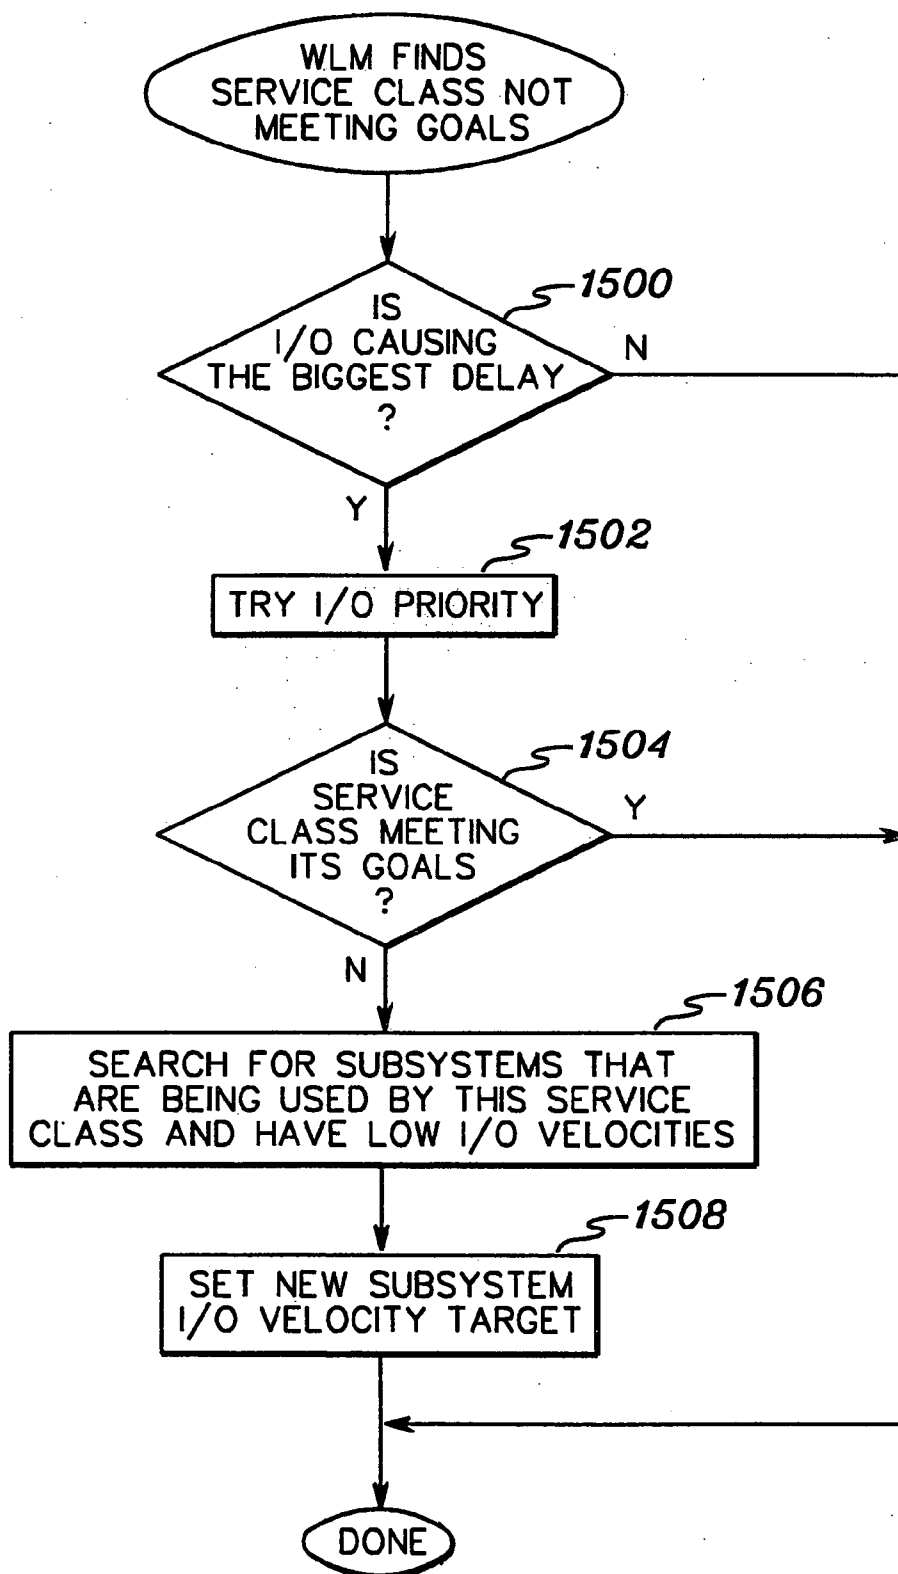 WLM FINDS
SERVICE CLASS NOT
MEETING GOALS
1500
IS
I/O CAUSING
THE BIGGEST DELAY
?
N
Y
1502
TRY I/O PRIORITY
1504
IS
SERVICE
CLASS MEETING
ITS GOALS
?
Y
N
1506
SEARCH FOR SUBSYSTEMS THAT
ARE BEING USED BY THIS SERVICE
CLASS AND HAVE LOW I/O VELOCITIES
1508
SET NEW SUBSYSTEM
I/O VELOCITY TARGET
DONE